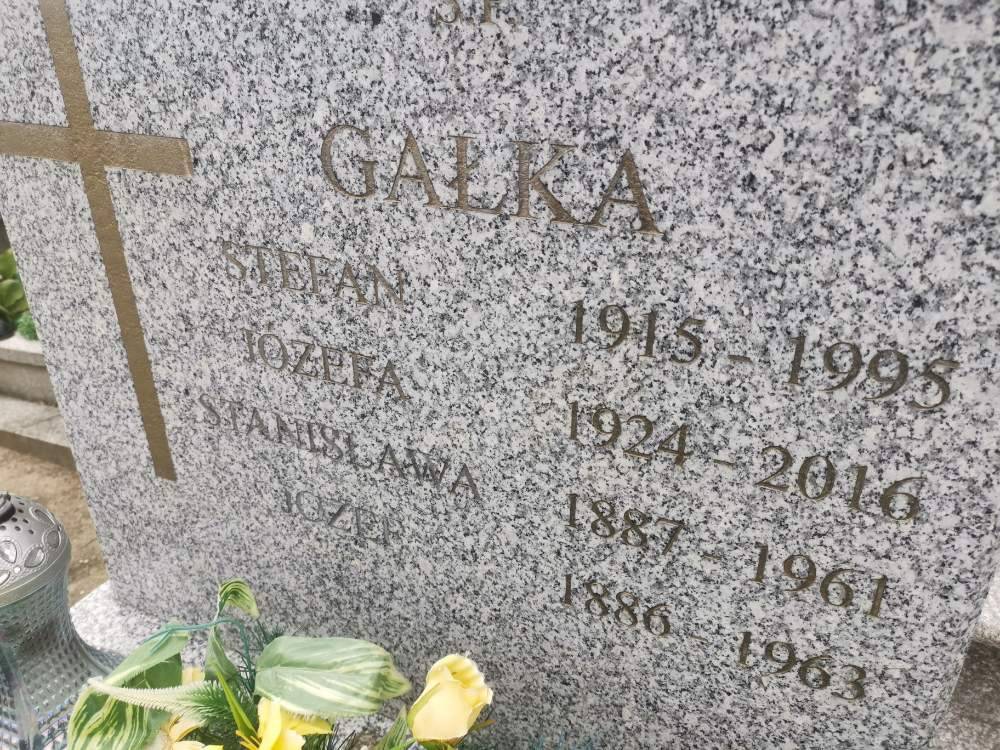 Ś.P.
GAŁKA
STEFAN 1915 - 1995
JÓZEFA 1924 - 2016
STANISŁAWA 1887 - 1961
JÓZEF 1886 - 1963